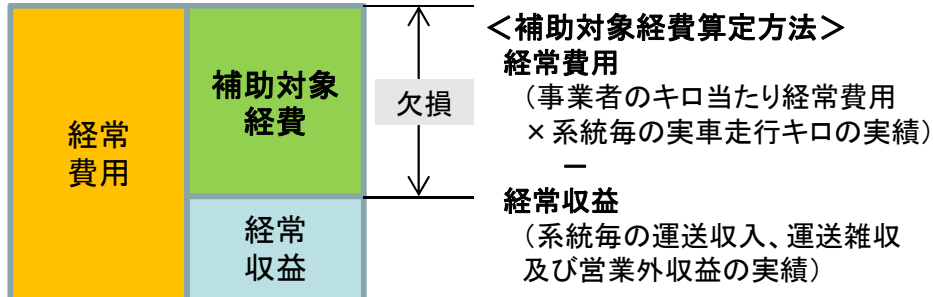 経常
費用
補助対象
経費
経常
収益
欠損
＜補助対象経費算定方法＞
経常費用
（事業者のキロ当たり経常費用
×系統毎の実車走行キロの実績）
－
経常収益
（系統毎の運送収入、運送雑収
及び営業外収益の実績）